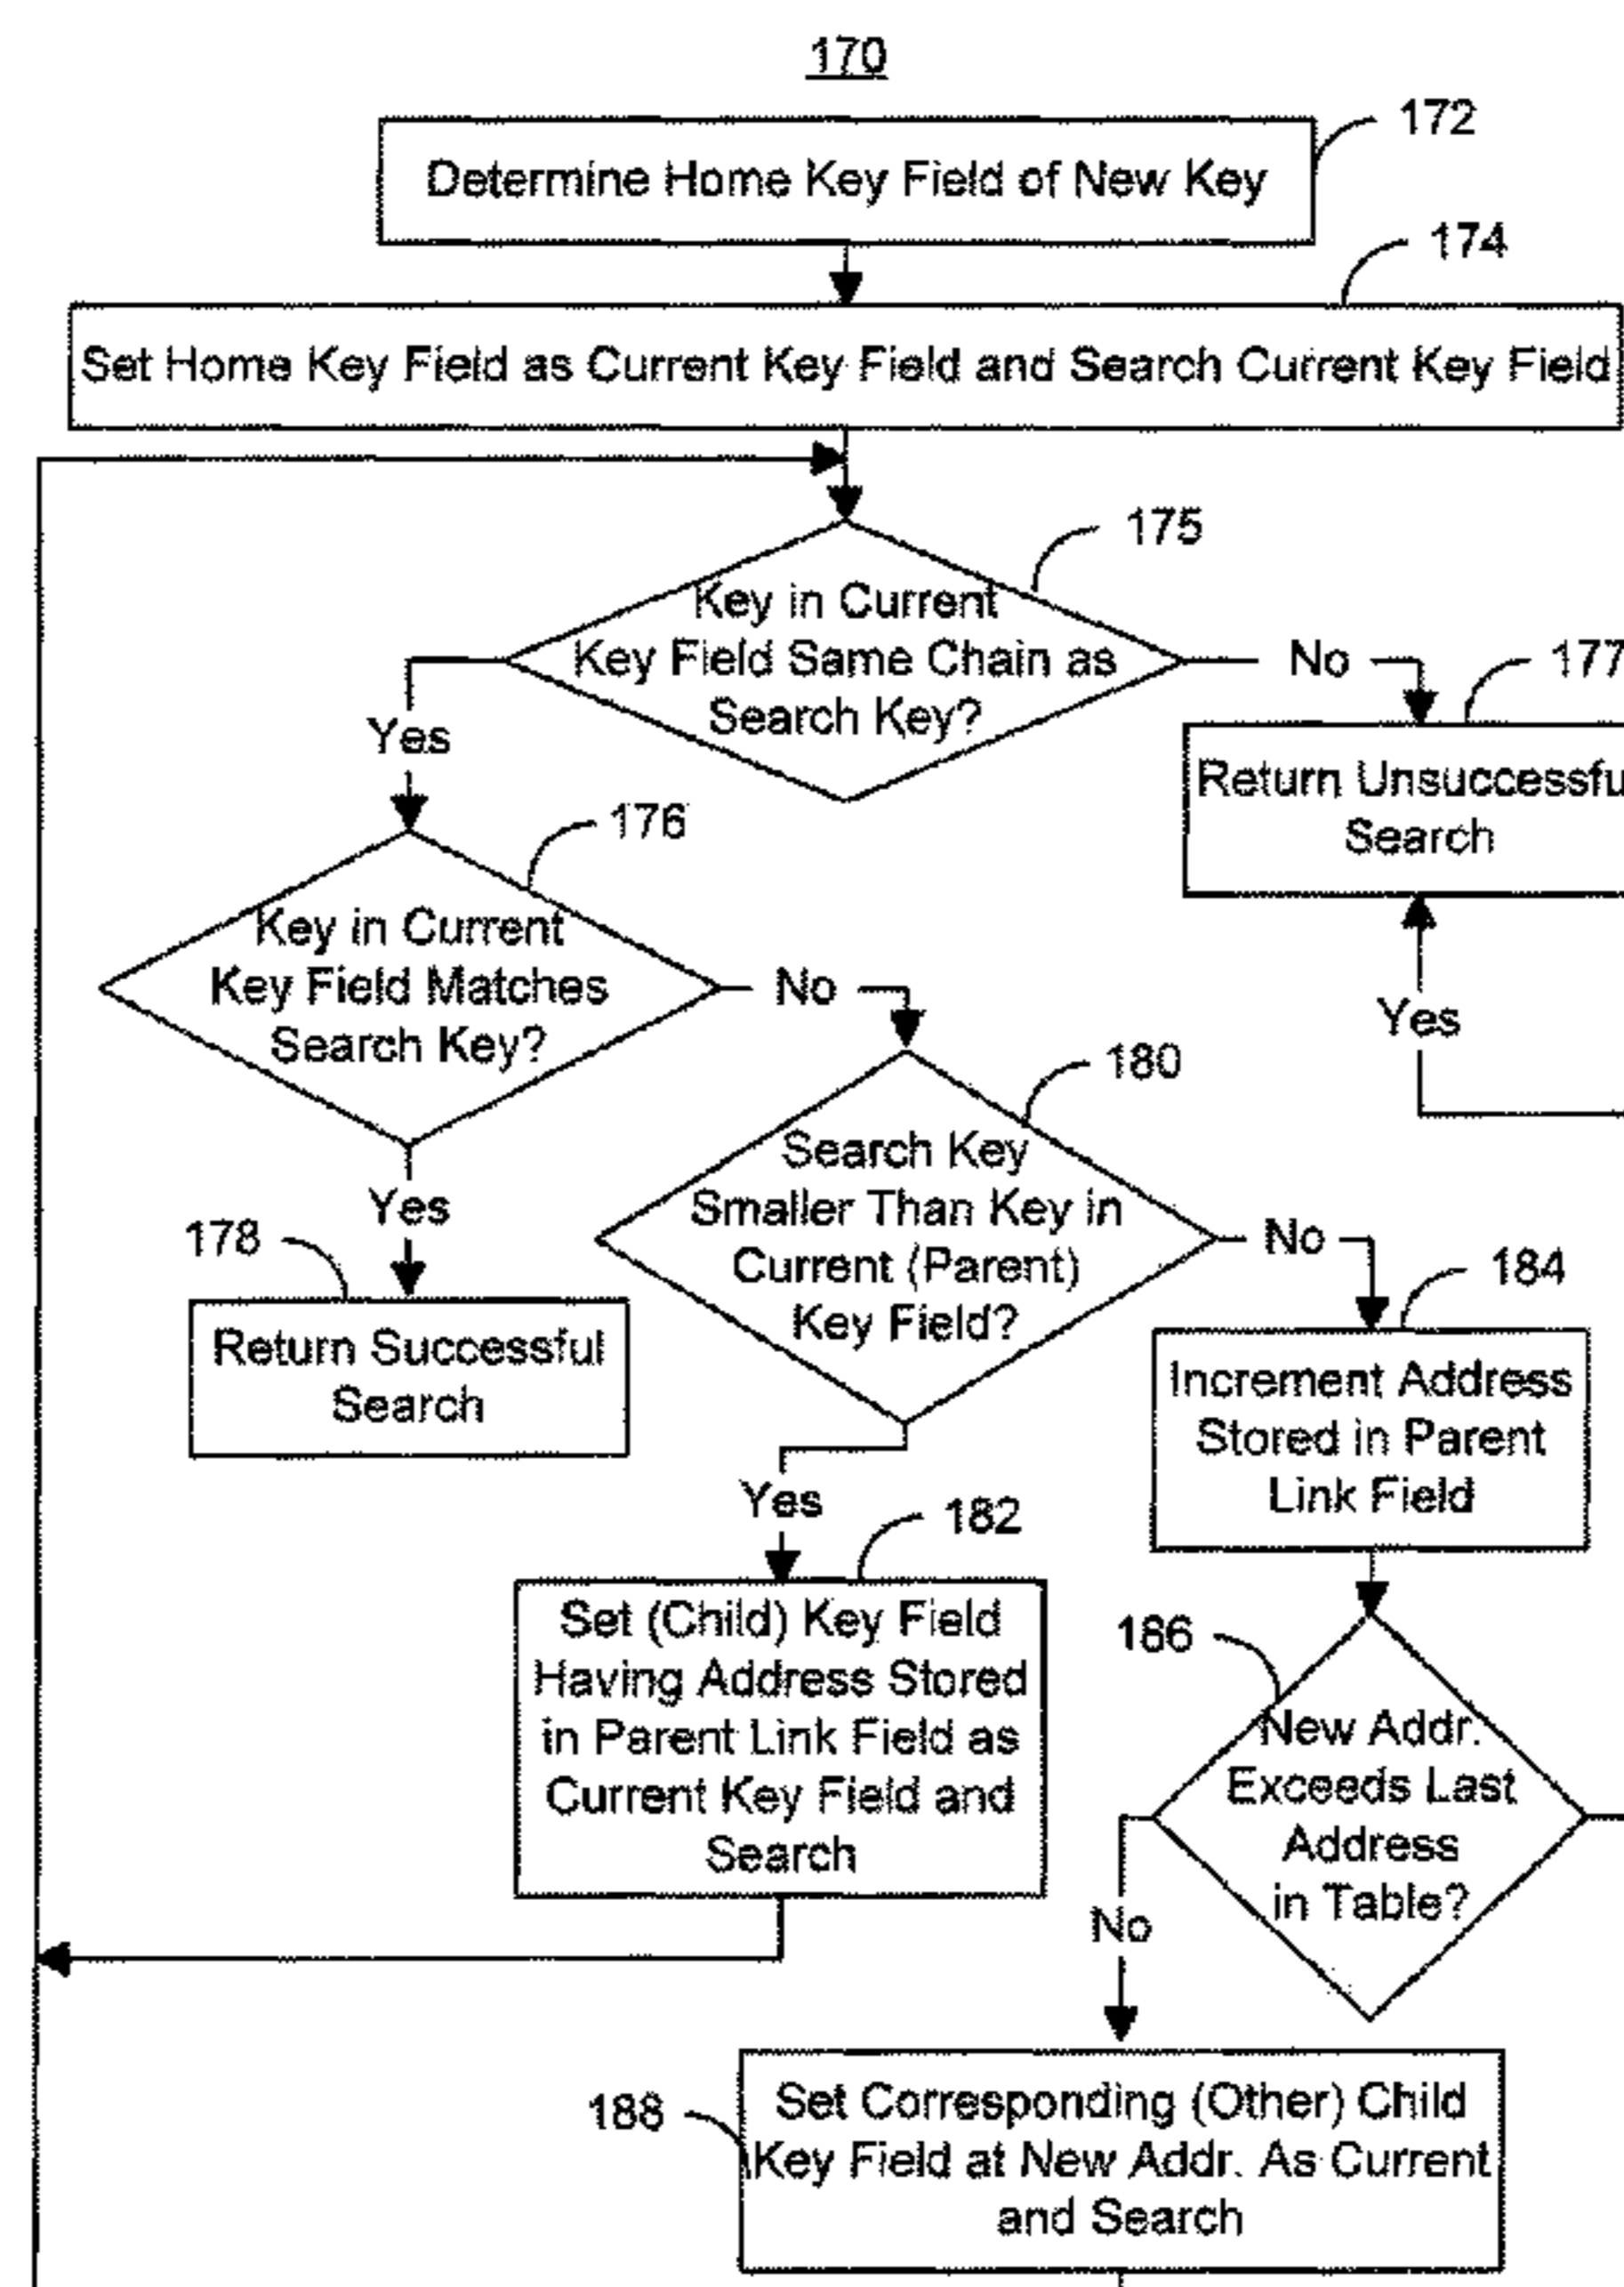 170
172
Determine Home Key Field of New Key
174
Set Home Key Field as Current Key Field and Search Current Key Field
175
Key in Current
Key Field Same Chain as
Search Key?
No
177
Yes
Return Unsuccessfu
Search
176
Key in Current
Key Field Matches
Search Key?
No
Yes
180
Search Key
Smaller Than Key in
Current (Parent)
Key Field?
Yes
178
No
184
Return Successful
Search
Increment Address
Stored in Parent
Link Field
Yes
182
Set (Child) Key Field
Having Address Stored
in Parent Link Field as
Current Key Field and
Search
186
New Addr.
Exceeds Last
Address
in Table?
No
188
Set Corresponding (Other) Child
Key Field at New Addr. As Current
and Search